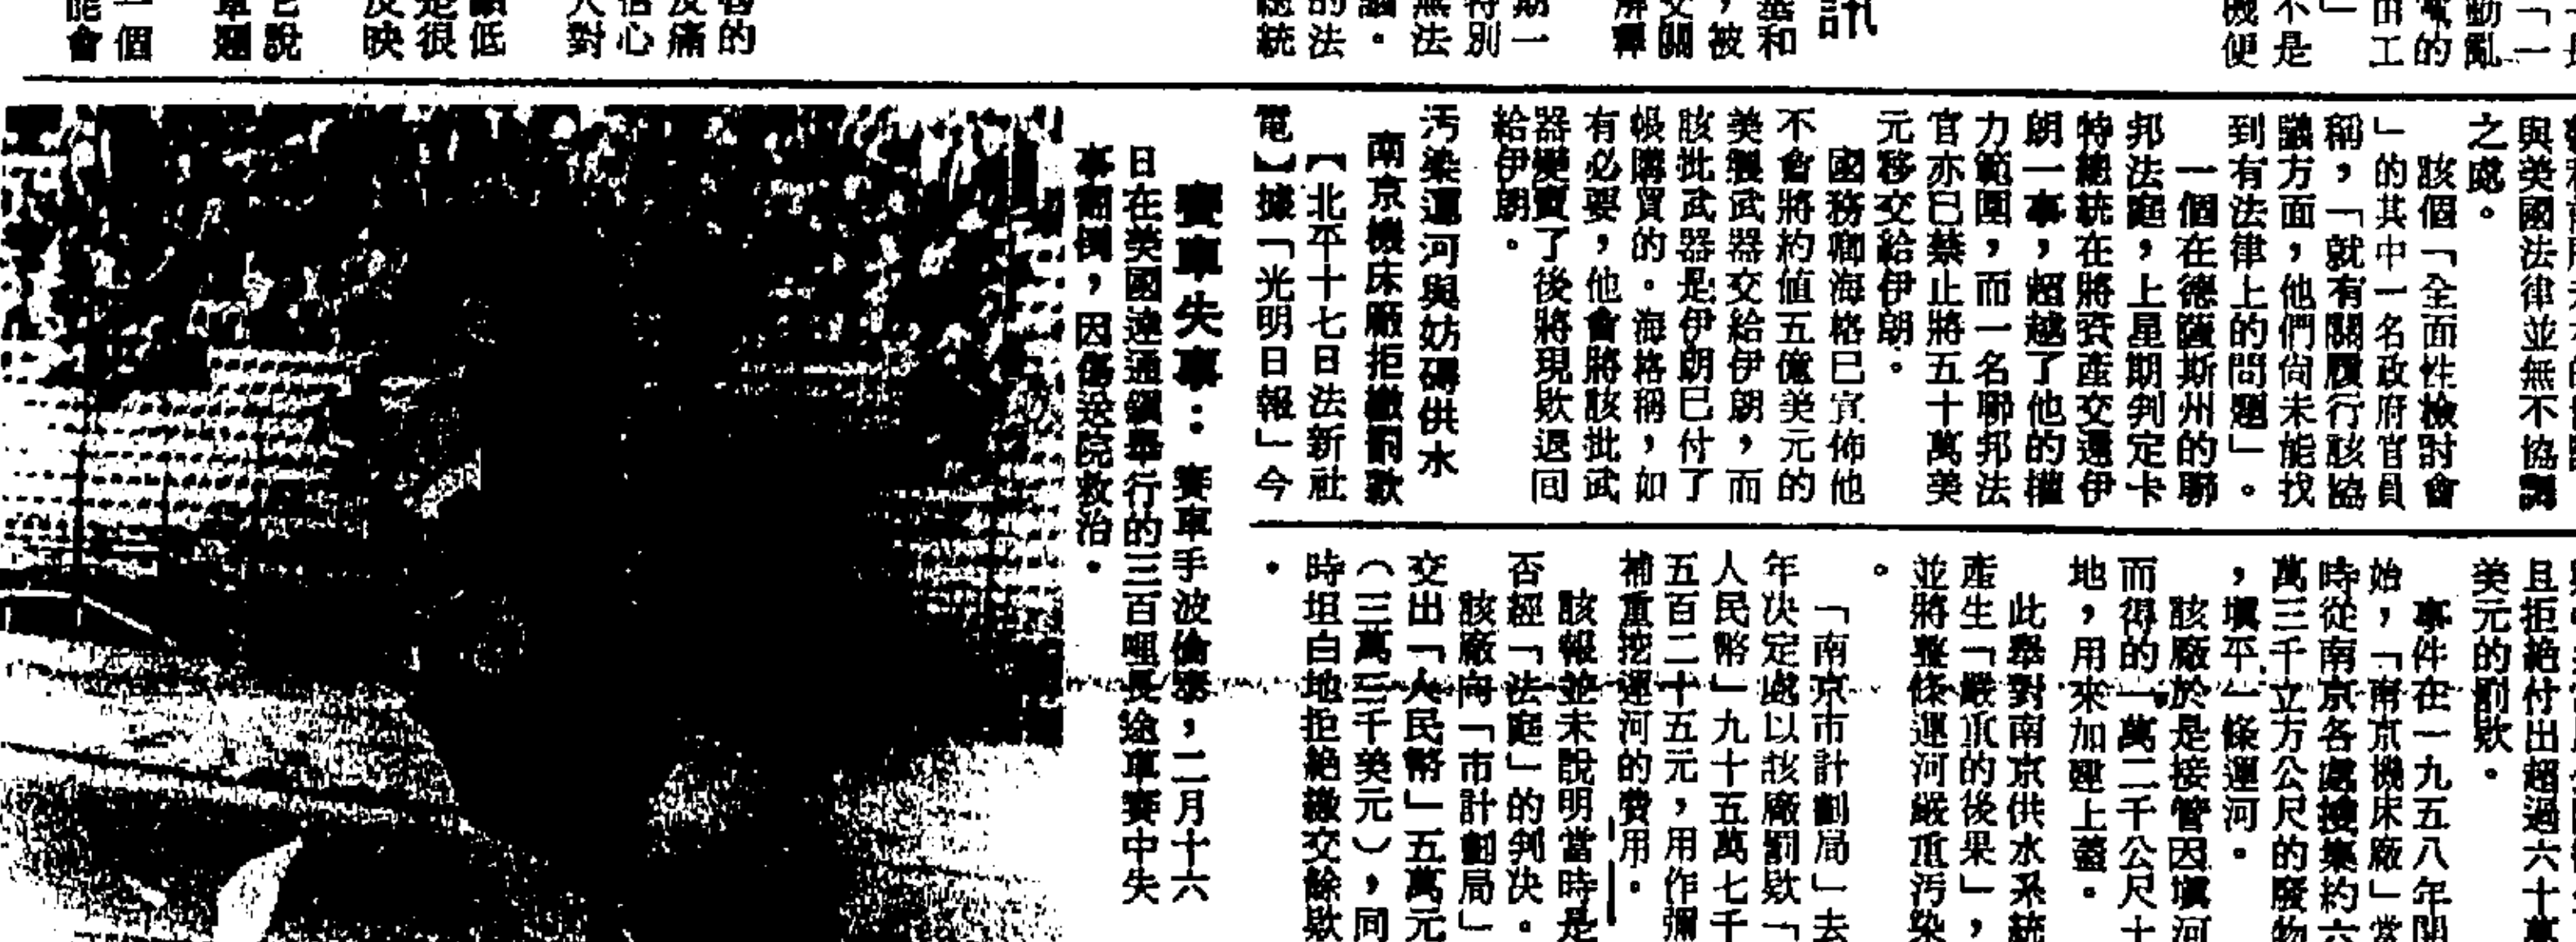 與美國法律並無不協調
之處。
該個「全面性檢討會
」的其中一名政府官員
稱，「就有關履行該協
議方面，他們尙未能找
到有法律上的問題」。
一個在德薩斯州的聯
邦法庭，上星期判定卡
特總統在將資產交還伊
朗一事，超越了他的權
力範圍，而一名聯邦法
官亦已禁止將五十萬美
元移交給伊朗。
國務卿海格已宣佈他
不會將約值五億美元的
美製武器交給伊朗，而
該批武器是伊朗已付了
帳購買的。海格稱，如
有必要，他會將該批武
器變賣了後將現欵退回
給伊朗。
汚染運河與妨碍供水
南京機床廠拒繳罰款
【北平十七日法新社
電】據「光明日報」今
且拒絶付出超過六十萬
美元的罰欵。
事件在一九五八年開
始，「南京機床廠」當
時從南京各處搜集約六
萬三千立方公尺的廢物
，塡平一條運河。
該廠於是接管因塡河
而得的一萬二千公尺土
地，用來加建上蓋。
此舉對南京供水系統
產生「嚴重的後果」，
並將整條運河嚴重汚染
。
「南京市計劃局」去
年决定處以該廠罰欵「
人民幣」九十五萬七千
五百二十五元，用作彌
補重挖運河的費用。
該報並未說明當時是
否經「法庭」的判决。
該廠向「市計劃局」
交出「人民幣」五萬元
（三萬三千美元），同
時坦白地拒絶繳交餘欵
。
賽車失事：賽車手波倫塞，二月十六
日在美國達通拿舉行的三百哩長途車賽中失
事翻倒，因傷送院救治。